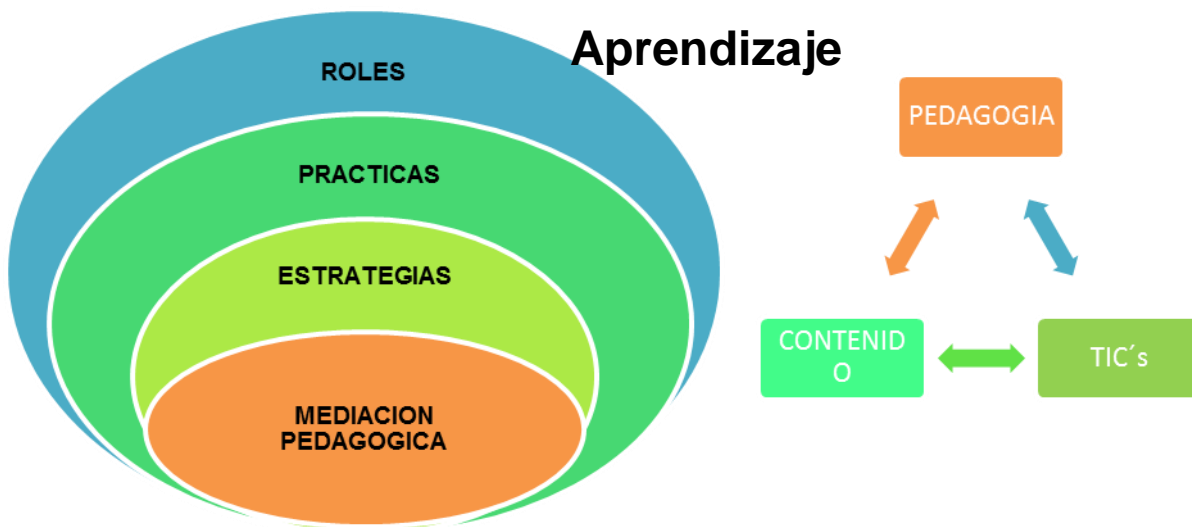 Aprendizaje
ROLES
PRACTICAS
ESTRATEGIAS
MEDIACION
PEDAGOGICA
PEDAGOGIA
CONTENID
O
TIC´s